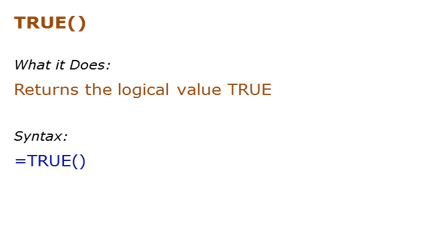 TRUE()
What it Does:
Returns the logical value TRUE
Syntax:
=TRUE()